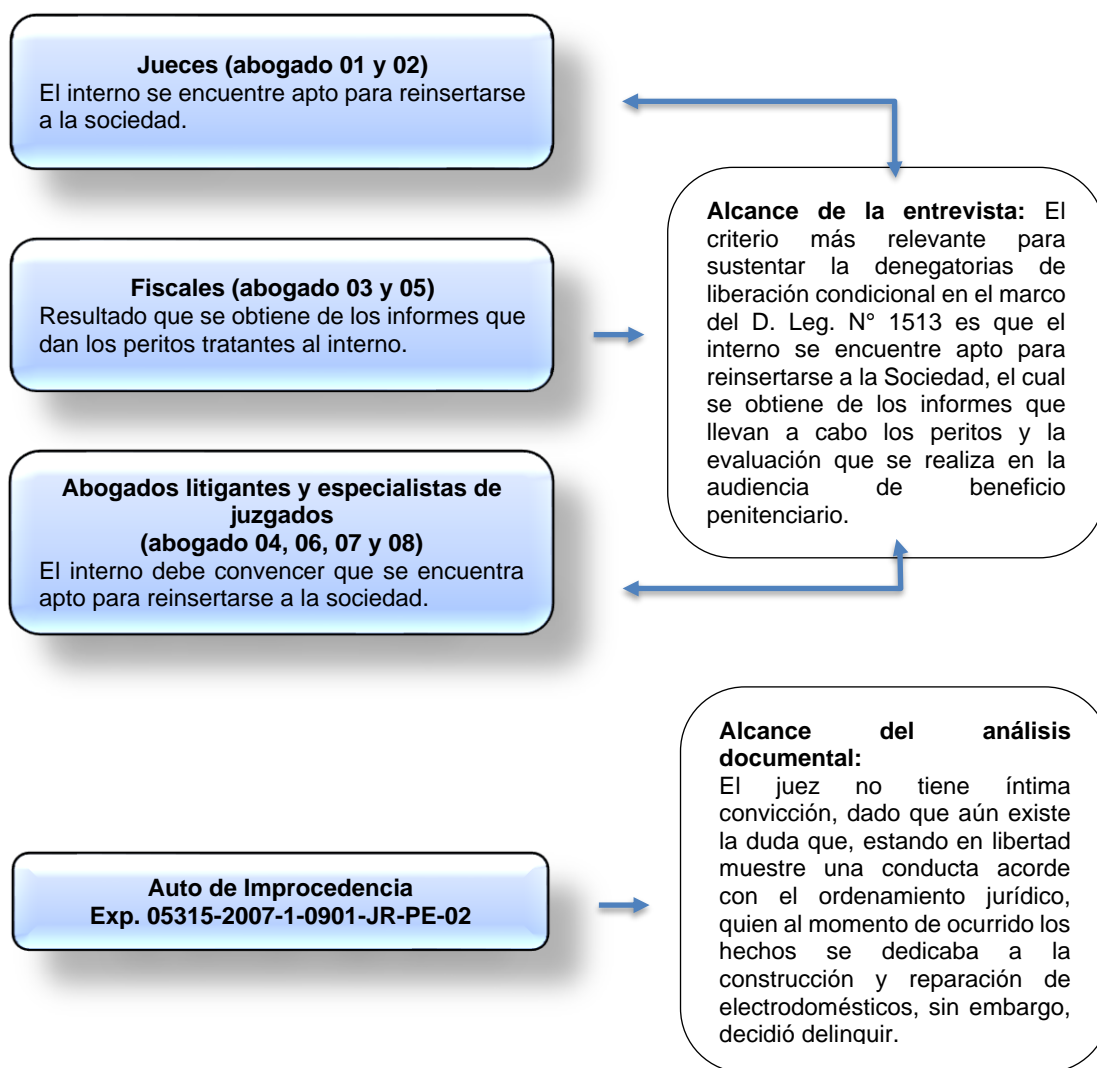 Jueces (abogado 01 y 02)
El interno se encuentre apto para reinsertarse
a la sociedad.
Fiscales (abogado 03 y 05)
Resultado que se obtiene de los informes que
dan los peritos tratantes al interno.
Abogados litigantes y especialistas de
juzgados
(abogado 04, 06, 07 y 08)
El interno debe convencer que se encuentra
apto para reinsertarse a la sociedad.
Alcance de la entrevista: El
criterio más relevante para
sustentar la denegatorias de
liberación condicional en el marco
del D. Leg. N° 1513 es que el
interno se encuentre apto para
reinsertarse a la Sociedad, el cual
se obtiene de los informes que
llevan a cabo los peritos y la
evaluación que se realiza en la
audiencia de beneficio
penitenciario.
Auto de Improcedencia
Exp. 05315-2007-1-0901-JR-PE-02
Alcance del análisis
documental:
El juez no tiene íntima
convicción, dado que aún existe
la duda que, estando en libertad
muestre una conducta acorde
con el ordenamiento jurídico,
quien al momento de ocurrido los
hechos se dedicaba a la
construcción y reparación de
electrodomésticos, sin embargo,
decidió delinquir.